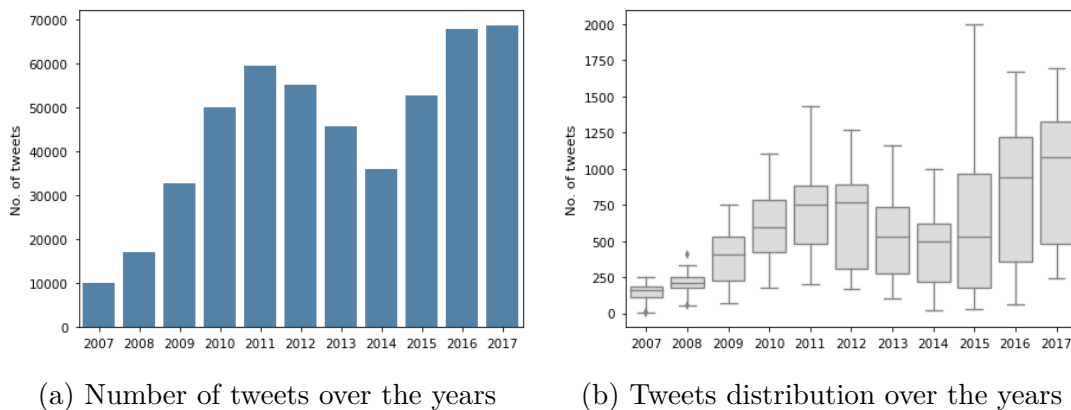 70000
60000
50000
40000
30000
20000
10000
0
No. of tweets
2007 2008 2009 2010 2011 2012 2013 2014 2015 2016 2017
(a) Number of tweets over the years
2000
1750
1500
1250
1000
750
500
250
0
No. of tweets
2007 2008 2009 2010 2011 2012 2013 2014 2015 2016 2017
(b) Tweets distribution over the years